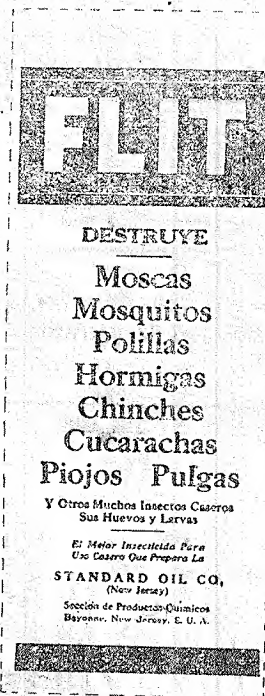 FLIT
DESTRUYE
Moscas
Mosquitos
Polillas
Hormigas
Chinches
Cucarachas
Piojos Pulgas
Y Otros Muchos Insectos Caseros
Sus Huevos y Larvas
El Mejor Insecticida Para
Uso Casero Que Prepara La
STANDARD OIL CO,
(New Jersey)
Sección de Productos Químicos
Bayonne, New Jersey, E. U. A.